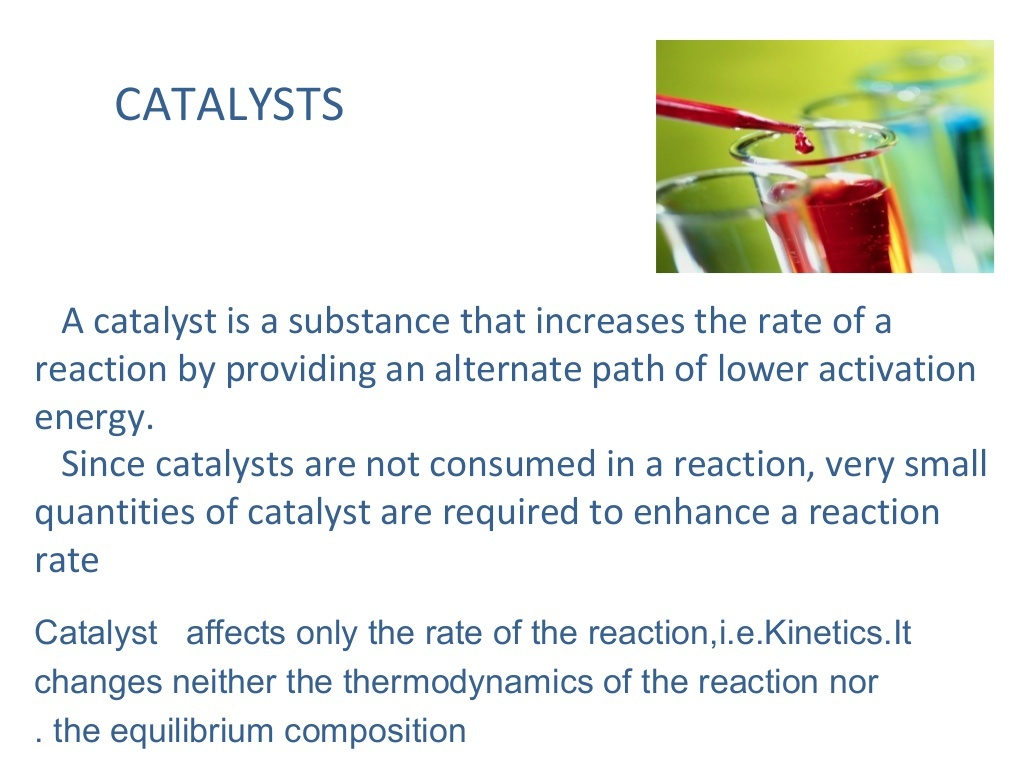 CATALYSTS
A catalyst is a substance that increases the rate of a
reaction by providing an alternate path of lower activation
energy.
Since catalysts are not consumed in a reaction, very small
quantities of catalyst are required to enhance a reaction
rate
Catalyst   affects only the rate of the reaction,i.e.Kinetics.It
changes neither the thermodynamics of the reaction nor
. the equilibrium composition